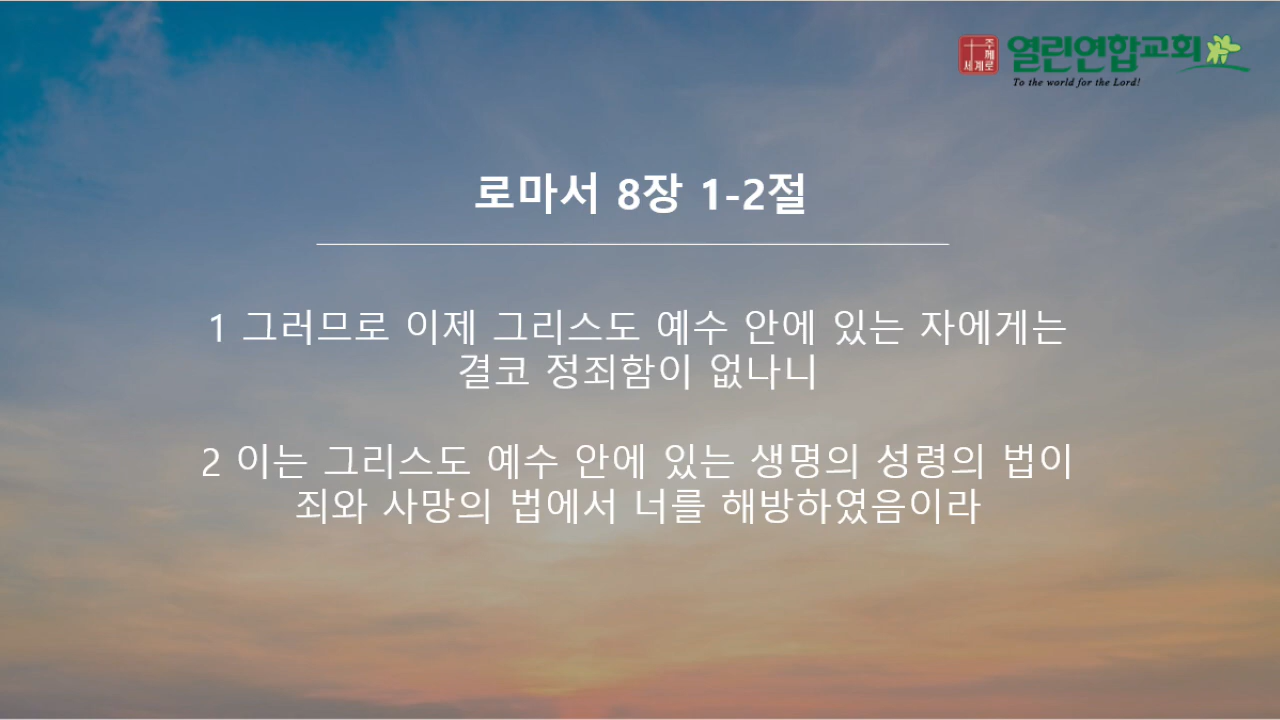 주께로
세계로
열린연합교회
To the world for the Lord!
로마서 8장 1-2절
1 그러므로 이제 그리스도 예수 안에 있는 자에게는
결코 정죄함이 없나니
2 이는 그리스도 예수 안에 있는 생명의 성령의 법이
죄와 사망의 법에서 너를 해방하였음이라